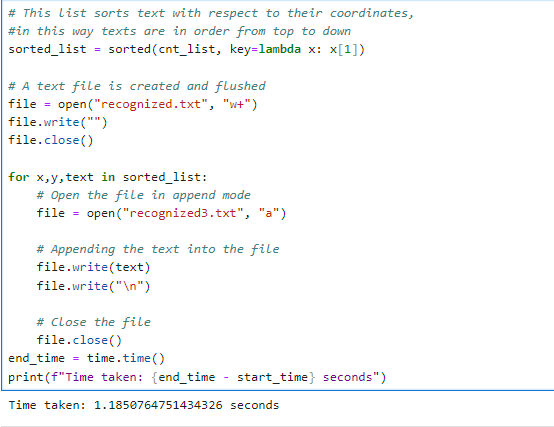 # This list sorts text with respect to their coordinates,
#in this way texts are in order from top to down
sorted_list = sorted(cnt_list, key=lambda x: x[1])

# A text file is created and flushed
file = open("recognized.txt", "w+")
file.write("")
file.close()

for x,y,text in sorted_list:
    # Open the file in append mode
    file = open("recognized3.txt", "a")

    # Appending the text into the file
    file.write(text)
    file.write("\n")

    # Close the file
    file.close()
end_time = time.time()
print(f"Time taken: {end_time - start_time} seconds")
Time taken: 1.1850764751434326 seconds